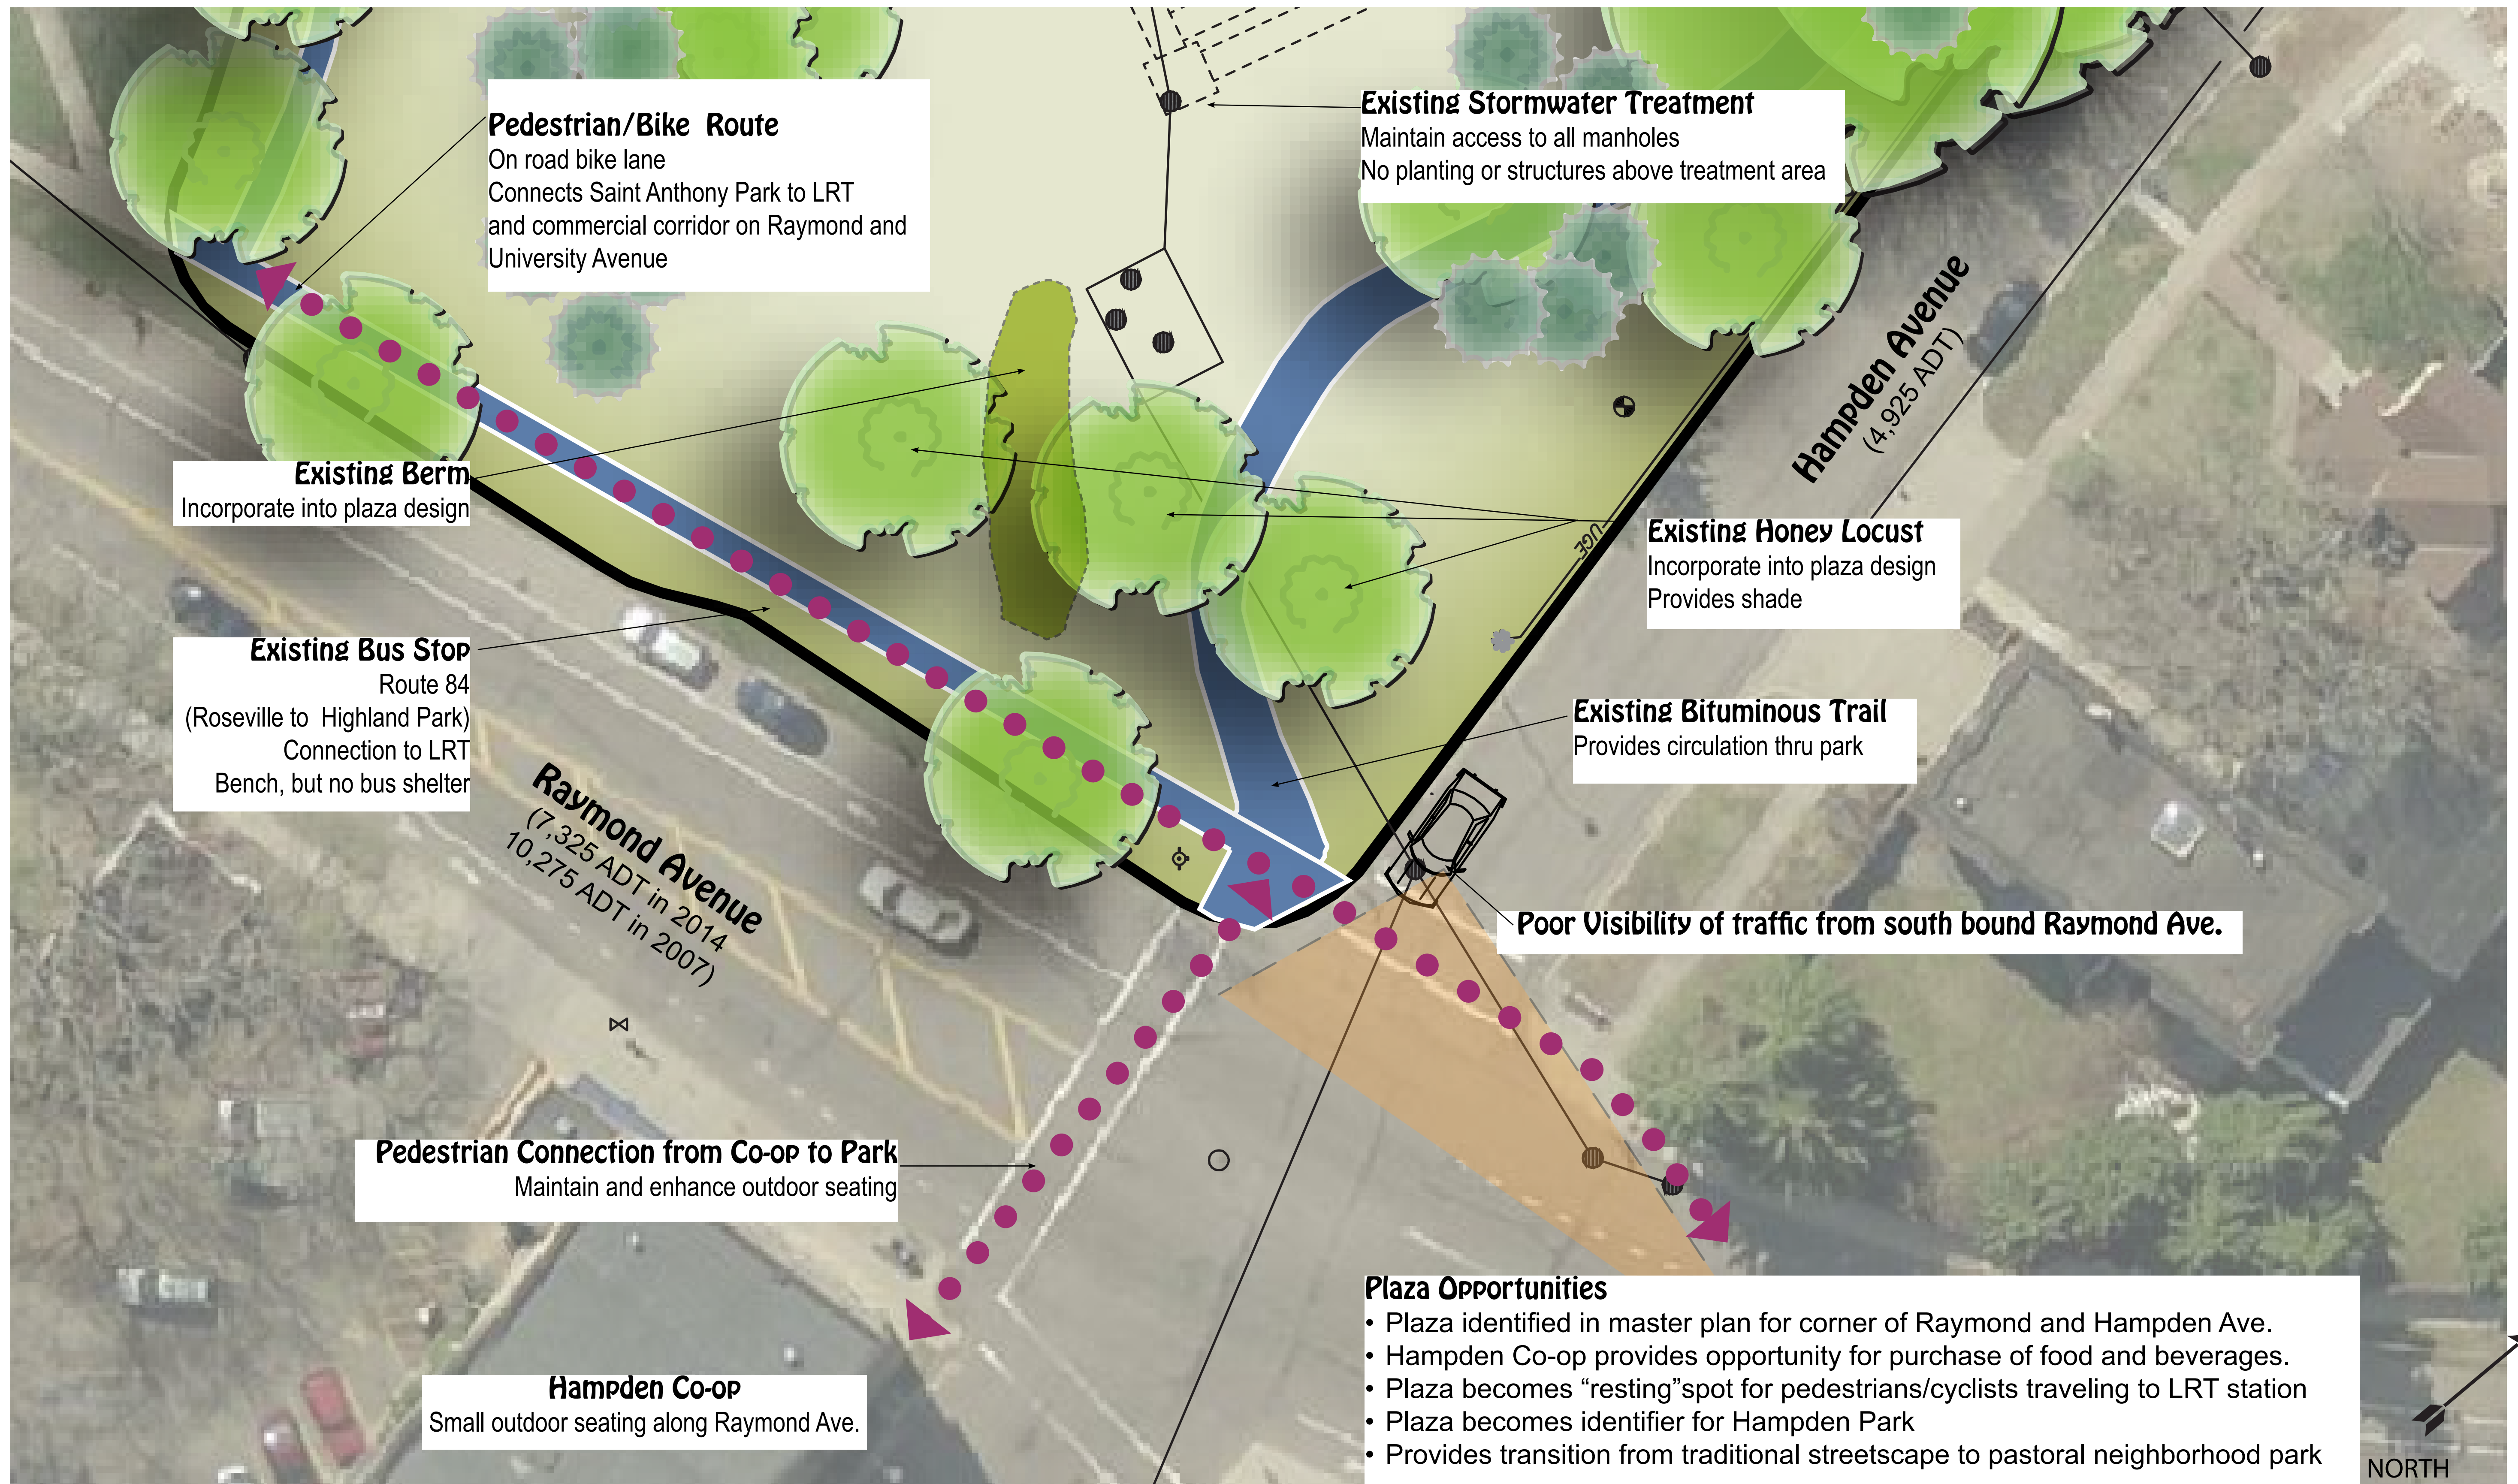 Pedestrian/Bike  Route
On road bike lane
Connects Saint Anthony Park to LRT
and commercial corridor on Raymond and
University Avenue
Existing Stormwater Treatment
Maintain access to all manholes
No planting or structures above treatment area
Hampden Avenue
(4,925 ADT)
Existing Berm
Incorporate into plaza design
UGE
Existing Honey Locust
Incorporate into plaza design
Provides shade
Existing Bus Stop
Route 84
(Roseville to  Highland Park)
Connection to LRT
Bench, but no bus shelter
Existing Bituminous Trail
Provides circulation thru park
Raymond Avenue
(7,325 ADT in 2014
10,275 ADT in 2007)
Poor Visibility of traffic from south bound Raymond Ave.
Pedestrian Connection from Co-op to Park
Maintain and enhance outdoor seating
Hampden Co-op
Small outdoor seating along Raymond Ave.
Plaza Opportunities
• Plaza identified in master plan for corner of Raymond and Hampden Ave.
• Hampden Co-op provides opportunity for purchase of food and beverages.
• Plaza becomes “resting”spot for pedestrians/cyclists traveling to LRT station
• Plaza becomes identifier for Hampden Park
• Provides transition from traditional streetscape to pastoral neighborhood park
NORTH